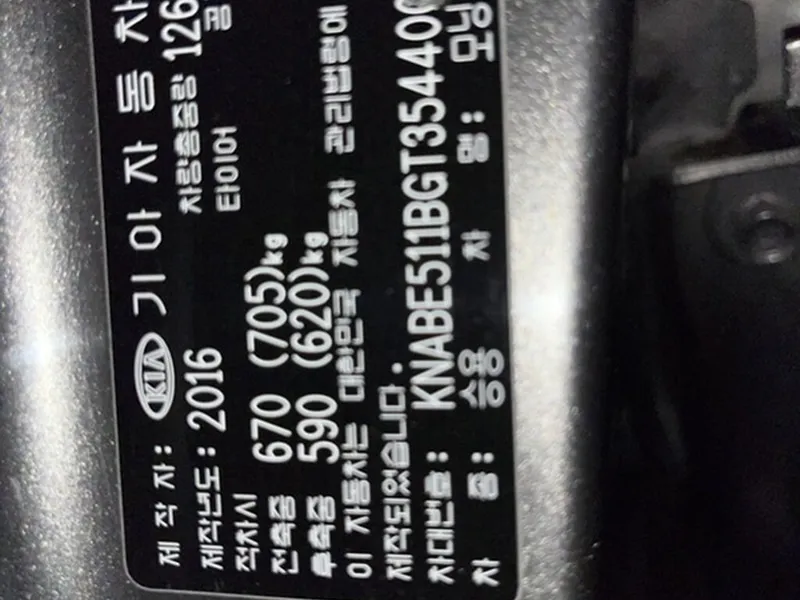 제 작 자 : KIA 기 아 자 동 차
제작년도 : 2016 차량총중량 126
적차시 타이어
전축중 670 (705)kg
후축중 590 (620)kg
이 자동차는 대한민국 자동차 관리법령에
제작되었습니다.
차대번호 : KNABE511BGT35440
차 종 : 승용 차 명 : 모닝